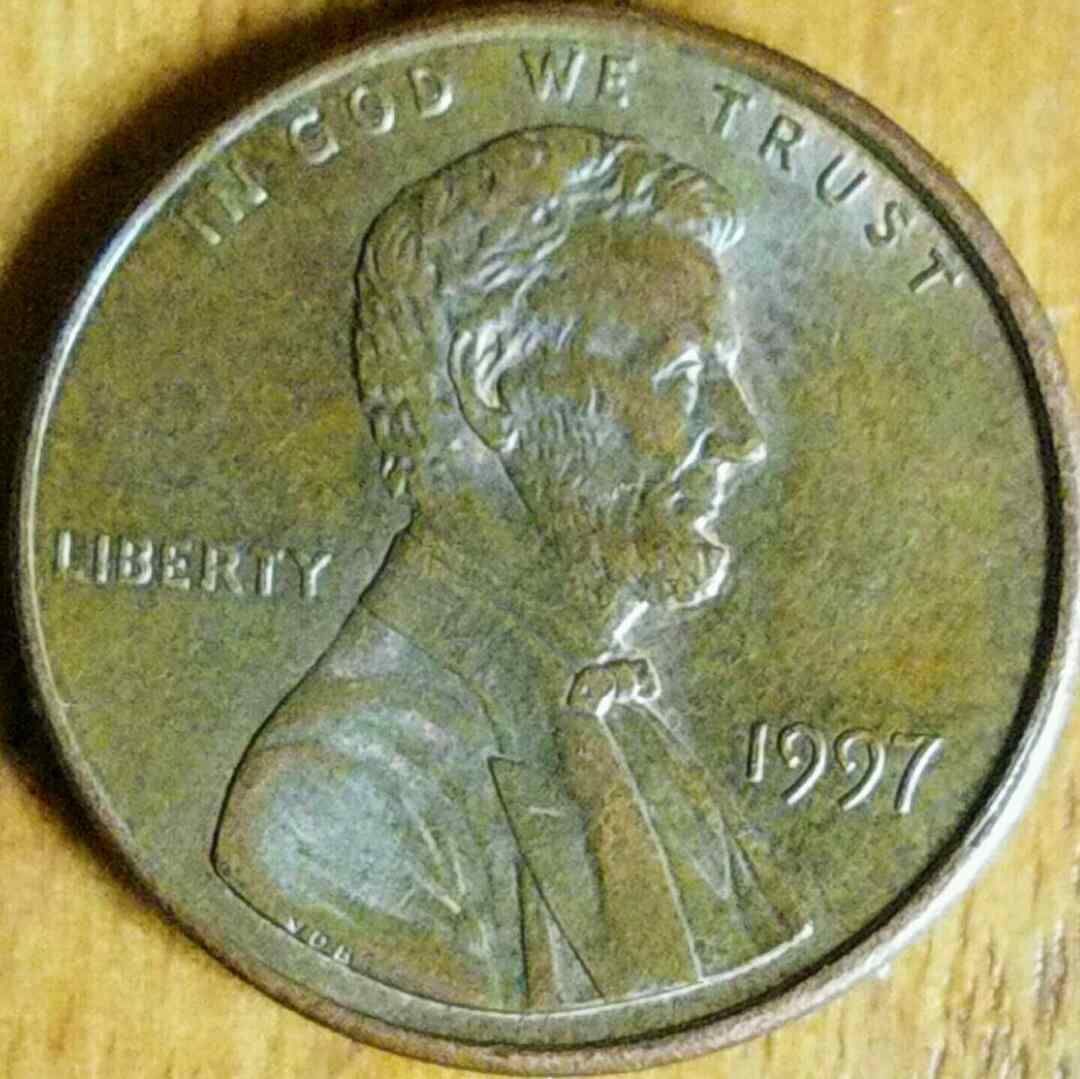 IN GOD WE TRUST
LIBERTY
1997
VDB